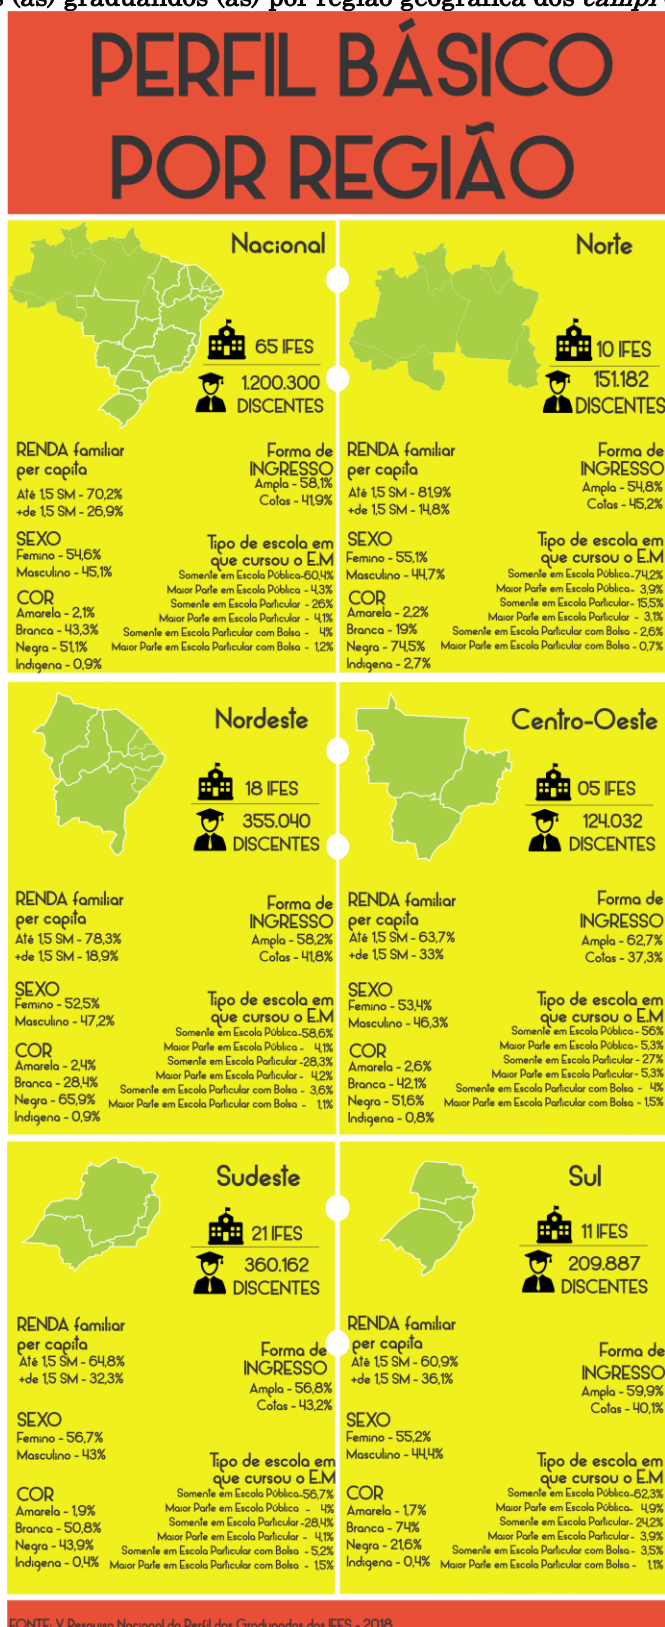 (as) graduandos (as) por região geográfica dos campi
PERFIL BÁSICO
POR REGIÃO
Nacional
65 IFES
1.200.300
DISCENTES
RENDA familiar
per capita
Até 1,5 SM - 70,2%
+de 1,5 SM - 26,9%
Forma de
INGRESSO
Ampla - 58,1%
Cotas - 41,9%
SEXO
Femino - 54,6%
Masculino - 45,1%
COR
Amarela - 2,1%
Branca - 43,3%
Negra - 51,1%
Indigena - 0,9%
Tipo de escola em
que cursou o E.M
Somente em Escola Pública-60,4%
Maior Parte em Escola Pública - 4,3%
Somente em Escola Particular - 26%
Maior Parte em Escola Particular - 4,1%
Somente em Escola Particular com Bolsa - 4%
Maior Parte em Escola Particular com Bolsa - 1,2%
Norte
10 IFES
151.182
DISCENTES
RENDA familiar
per capita
Até 1,5 SM - 81,9%
+de 1,5 SM - 14,8%
Forma de
INGRESSO
Ampla - 54,8%
Cotas - 45,2%
SEXO
Femino - 55,1%
Masculino - 44,7%
COR
Amarela - 2,2%
Branca - 19%
Negra - 74,5%
Indigena - 2,7%
Tipo de escola em
que cursou o E.M
Somente em Escola Pública-74,2%
Maior Parte em Escola Pública- 3,9%
Somente em Escola Particular- 15,5%
Maior Parte em Escola Particular - 3,1%
Somente em Escola Particular com Bolsa - 2,6%
Maior Parte em Escola Particular com Bolsa - 0,7%
Nordeste
18 IFES
355.040
DISCENTES
RENDA familiar
per capita
Até 1,5 SM - 78,3%
+de 1,5 SM - 18,9%
Forma de
INGRESSO
Ampla - 58,2%
Cotas - 41,8%
SEXO
Femino - 52,5%
Masculino - 47,2%
COR
Amarela - 2,4%
Branca - 28,4%
Negra - 65,9%
Indigena - 0,9%
Tipo de escola em
que cursou o E.M
Somente em Escola Pública-58,6%
Maior Parte em Escola Pública - 4,1%
Somente em Escola Particular -28,3%
Maior Parte em Escola Particular - 4,2%
Somente em Escola Particular com Bolsa - 3,6%
Maior Parte em Escola Particular com Bolsa - 1,1%
Centro-Oeste
05 IFES
124.032
DISCENTES
RENDA familiar
per capita
Até 1,5 SM - 63,7%
+de 1,5 SM - 33%
Forma de
INGRESSO
Ampla - 62,7%
Cotas - 37,3%
SEXO
Femino - 53,4%
Masculino - 46,3%
COR
Amarela - 2,6%
Branca - 42,1%
Negra - 51,6%
Indigena - 0,8%
Tipo de escola em
que cursou o E.M
Somente em Escola Pública - 56%
Maior Parte em Escola Pública- 5,3%
Somente em Escola Particular - 27%
Maior Parte em Escola Particular- 5,3%
Somente em Escola Particular com Bolsa - 4%
Maior Parte em Escola Particular com Bolsa - 1,5%
Sudeste
21 IFES
360.162
DISCENTES
RENDA familiar
per capita
Até 1,5 SM - 64,8%
+de 1,5 SM - 32,3%
Forma de
INGRESSO
Ampla - 56,8%
Cotas - 43,2%
SEXO
Femino - 56,7%
Masculino - 43%
COR
Amarela - 1,9%
Branca - 50,8%
Negra - 43,9%
Indigena - 0,4%
Tipo de escola em
que cursou o E.M
Somente em Escola Pública-56,7%
Maior Parte em Escola Pública - 4%
Somente em Escola Particular -28,4%
Maior Parte em Escola Particular - 4,1%
Somente em Escola Particular com Bolsa - 5,2%
Maior Parte em Escola Particular com Bolsa - 1,5%
Sul
11 IFES
209.887
DISCENTES
RENDA familiar
per capita
Até 1,5 SM - 60,9%
+de 1,5 SM - 36,1%
Forma de
INGRESSO
Ampla - 59,9%
Cotas - 40,1%
SEXO
Femino - 55,2%
Masculino - 44,4%
COR
Amarela - 1,7%
Branca - 74%
Negra - 21,6%
Indigena - 0,4%
Tipo de escola em
que cursou o E.M
Somente em Escola Pública-62,3%
Maior Parte em Escola Pública- 4,9%
Somente em Escola Particular- 24,2%
Maior Parte em Escola Particular- 3,9%
Somente em Escola Particular com Bolsa - 3,5%
Maior Parte em Escola Particular com Bolsa - 1,1%
FONTE: V Pesquisa Nacional do Perfil dos Graduandos das IFES - 2018